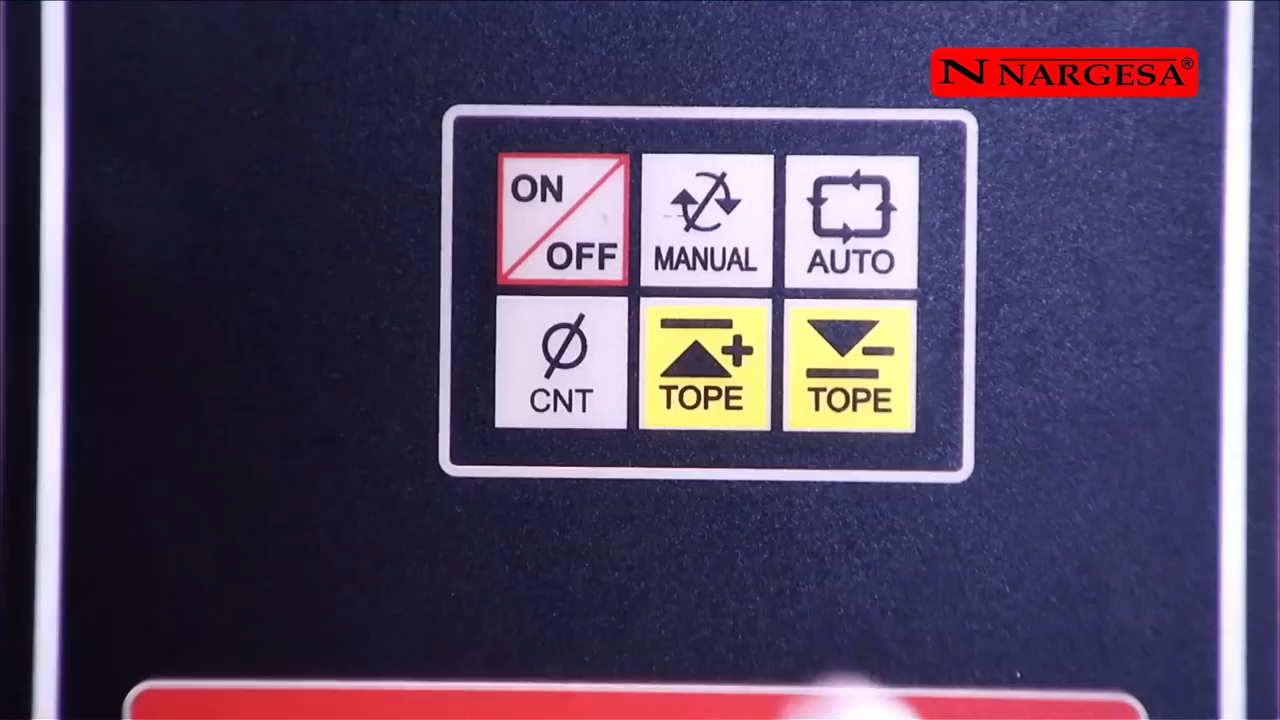 N NARGESA®
ON
OFF
MANUAL
AUTO
CNT
TOPE
TOPE